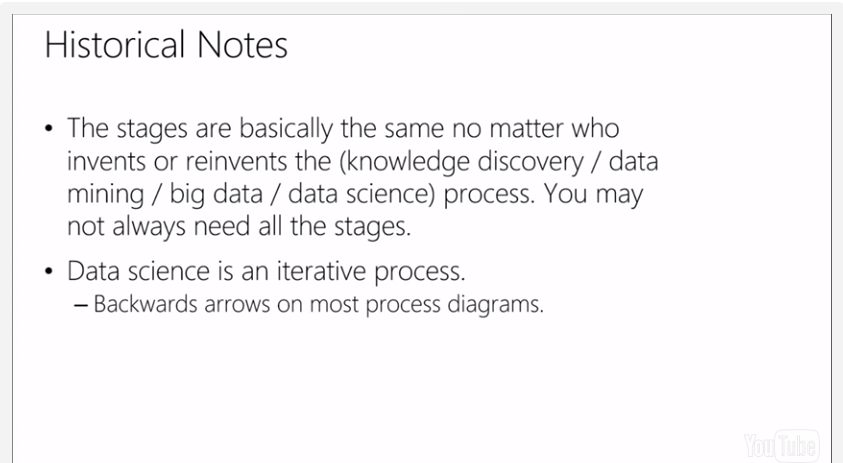 Historical Notes
• The stages are basically the same no matter who
invents or reinvents the (knowledge discovery / data
mining / big data / data science) process. You may
not always need all the stages.
• Data science is an iterative process.
– Backwards arrows on most process diagrams.
YouTube